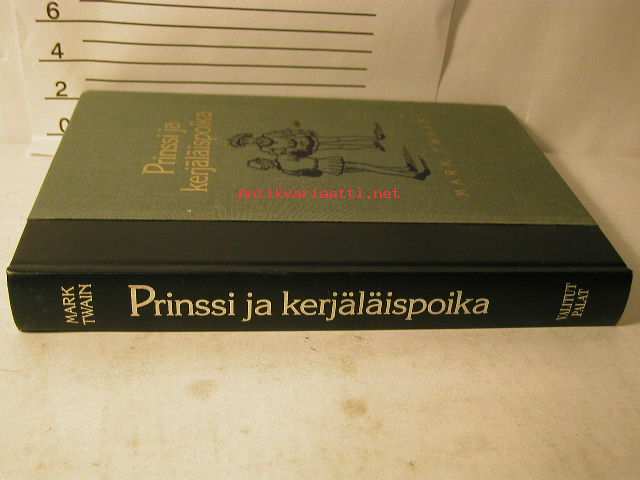 6
4
2
0
Prinssi ja
kerjäläispoika
MARK TWAIN
antikvariaatti.net
MARK
TWAIN
Prinssi ja kerjäläispoika
VALITUT
PALAT